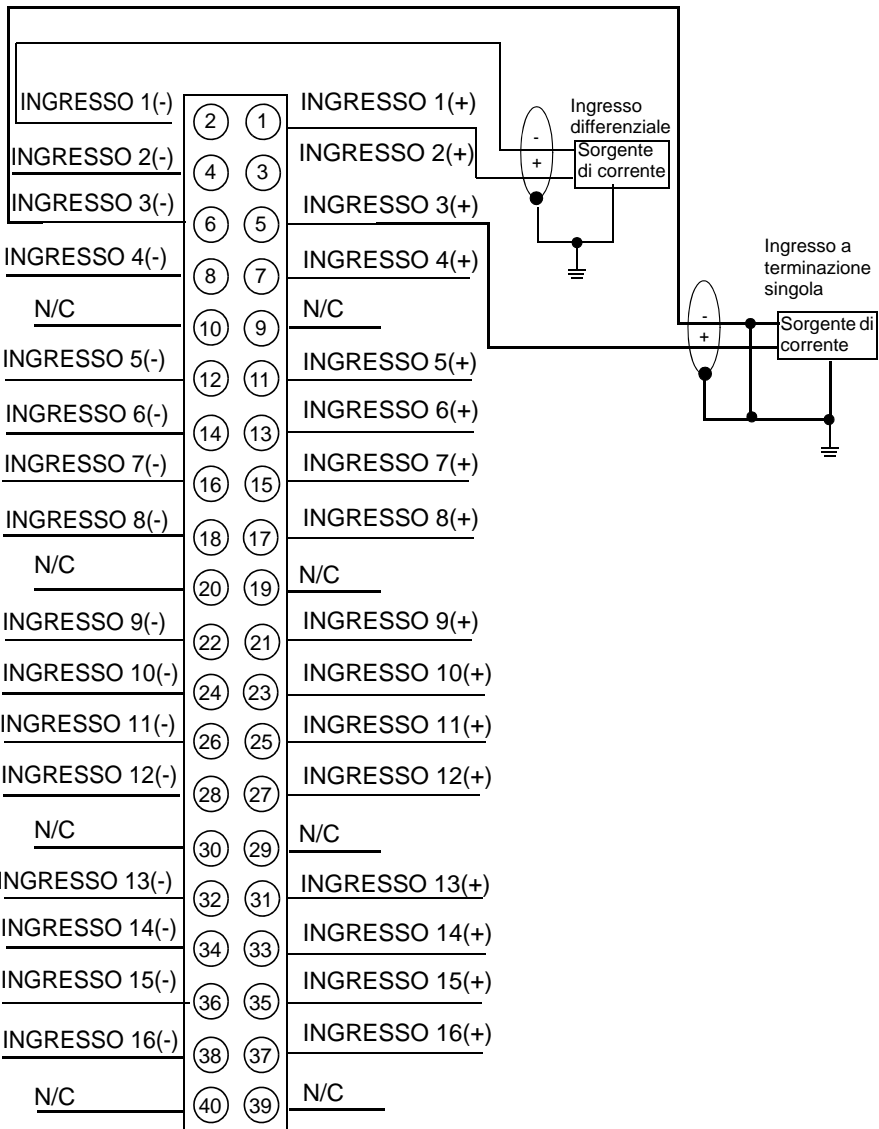 INGRESSO 1(-) 2 1 INGRESSO 1(+)
INGRESSO 2(-) 4 3 INGRESSO 2(+)
INGRESSO 3(-) 6 5 INGRESSO 3(+)
INGRESSO 4(-) 8 7 INGRESSO 4(+)
N/C 10 9 N/C
INGRESSO 5(-) 12 11 INGRESSO 5(+)
INGRESSO 6(-) 14 13 INGRESSO 6(+)
INGRESSO 7(-) 16 15 INGRESSO 7(+)
INGRESSO 8(-) 18 17 INGRESSO 8(+)
N/C 20 19 N/C
INGRESSO 9(-) 22 21 INGRESSO 9(+)
INGRESSO 10(-) 24 23 INGRESSO 10(+)
INGRESSO 11(-) 26 25 INGRESSO 11(+)
INGRESSO 12(-) 28 27 INGRESSO 12(+)
N/C 30 29 N/C
INGRESSO 13(-) 32 31 INGRESSO 13(+)
INGRESSO 14(-) 34 33 INGRESSO 14(+)
INGRESSO 15(-) 36 35 INGRESSO 15(+)
INGRESSO 16(-) 38 37 INGRESSO 16(+)
N/C 40 39 N/C
Ingresso
differenziale
-
+
Sorgente
di corrente
Ingresso a
terminazione
singola
-
+
Sorgente di
corrente